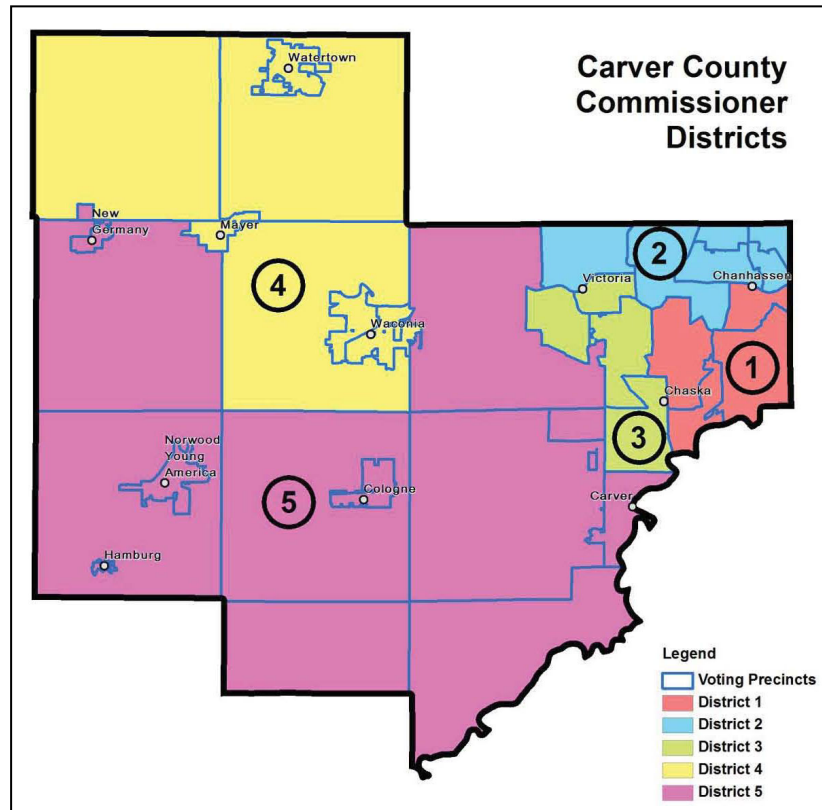 Carver County
Commissioner
Districts
Watertown
New
Germany
Mayer
4
Waconia
2
Victoria
Chanhassen
1
Chaska
3
Norwood
Young
America
5
Cologne
Carver
Hamburg
Legend
Voting Precincts
District 1
District 2
District 3
District 4
District 5